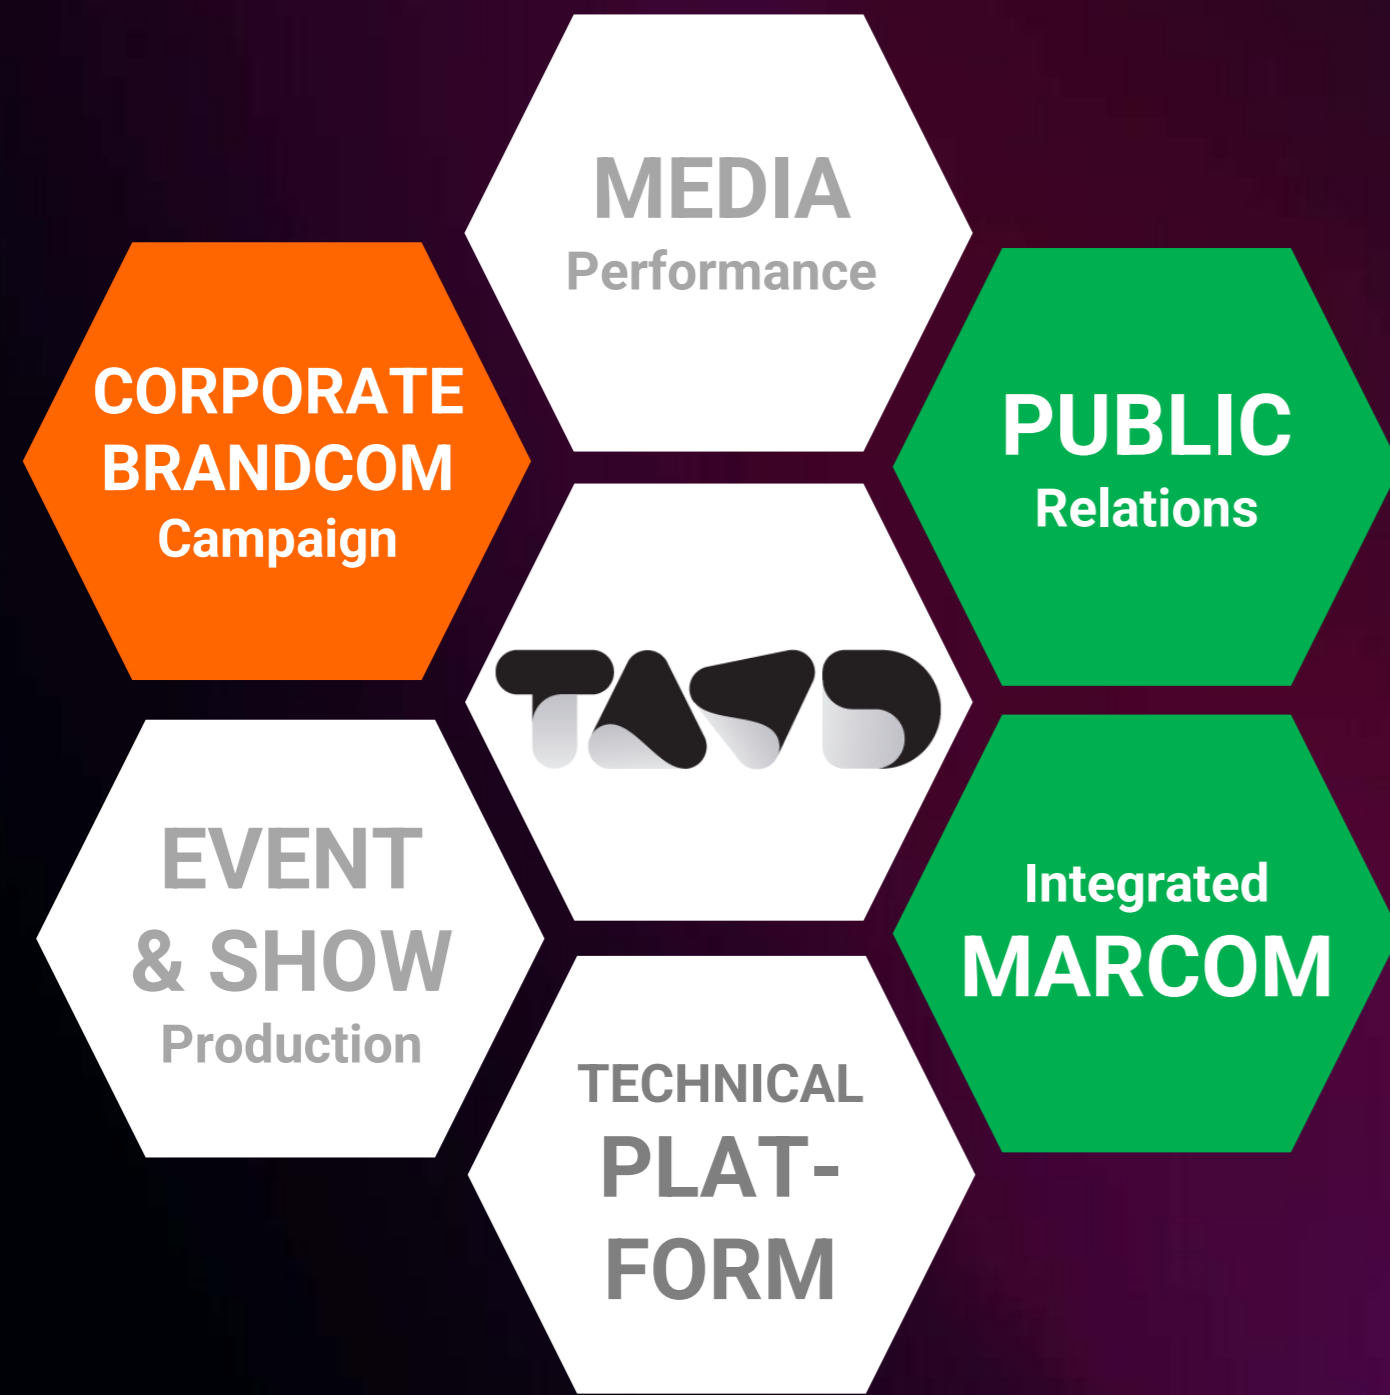 MEDIA
Performance
CORPORATE
BRANDCOM
Campaign
PUBLIC
Relations
TAVD
EVENT
& SHOW
Production
Integrated
MARCOM
TECHNICAL
PLAT-
FORM